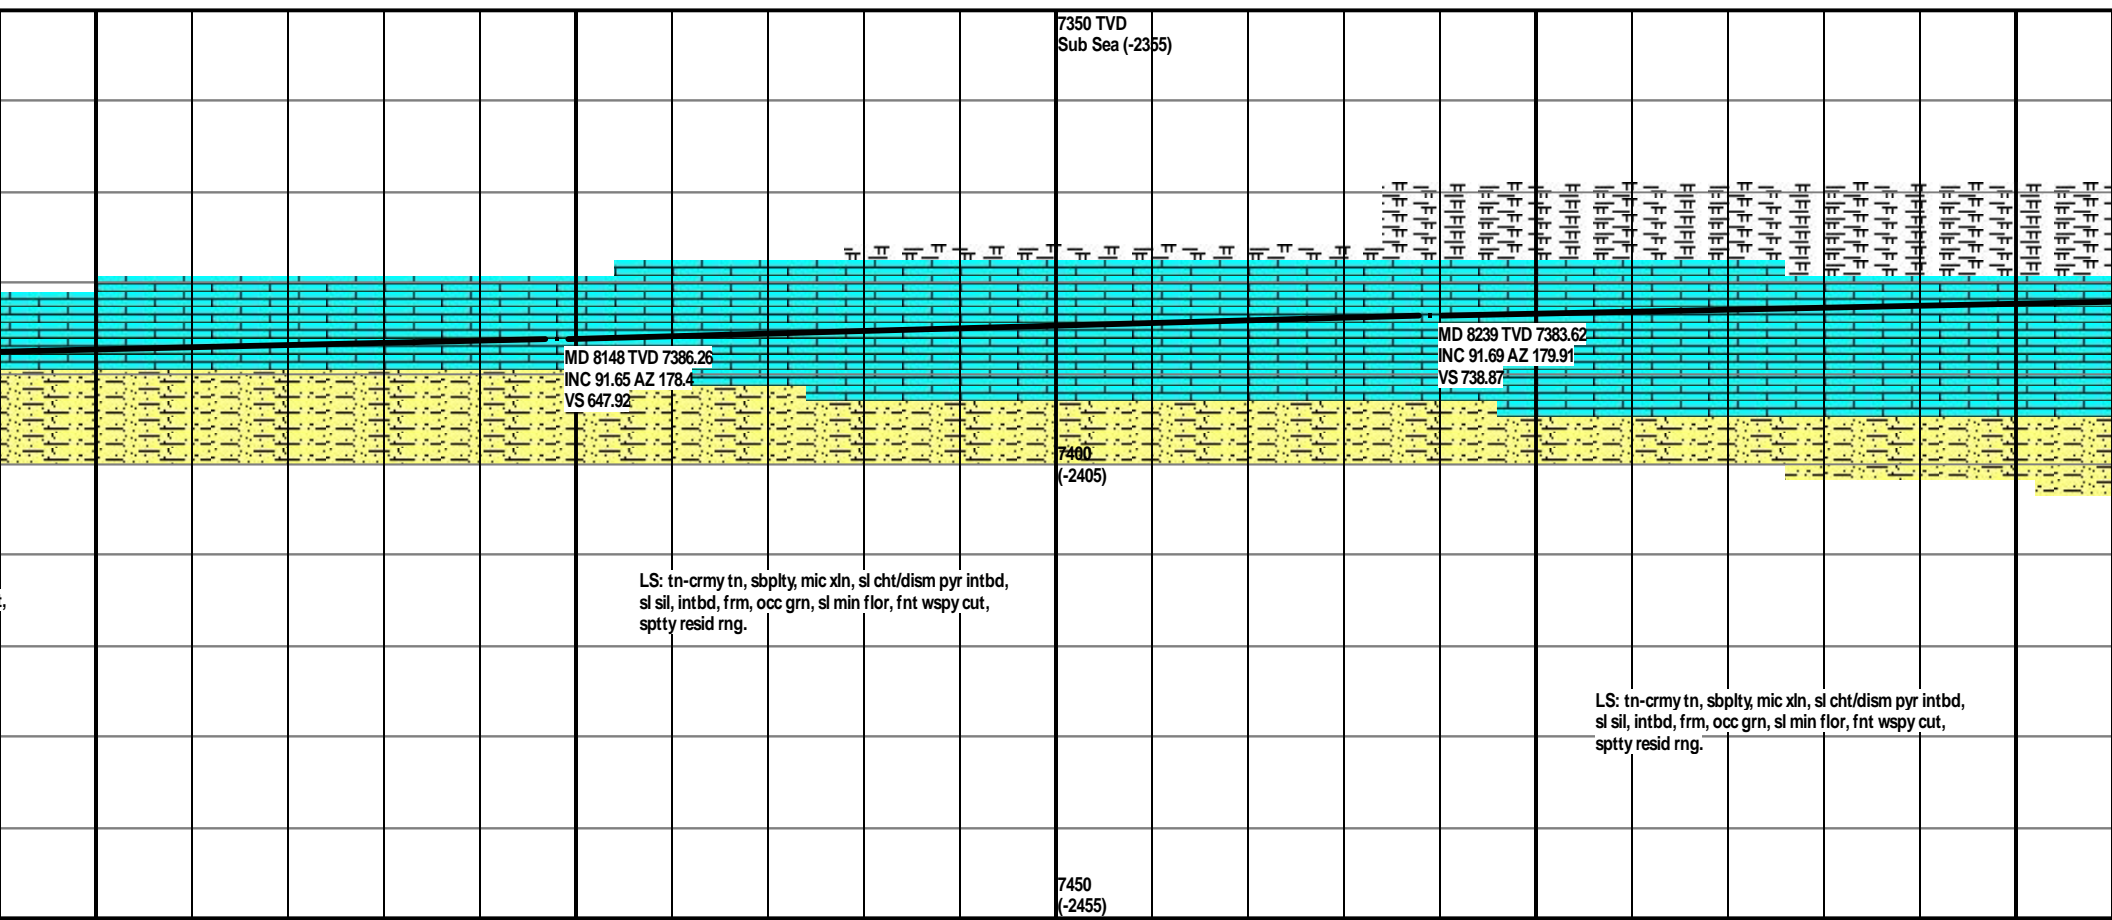 7350 TVD
Sub Sea (-2355)
MD 8239 TVD 7383.62
INC 91.69 AZ 179.91
VS 738.87
MD 8148 TVD 7386.26
INC 91.65 AZ 178.4
VS 647.92
7400
(-2405)
LS: tn-crmy tn, sbplty, mic xln, sl cht/dism pyr intbd,
sl sil, intbd, frm, occ grn, sl min flor, fnt wspy cut,
sptty resid rng.
LS: tn-crmy tn, sbplty, mic xln, sl cht/dism pyr intbd,
sl sil, intbd, frm, occ grn, sl min flor, fnt wspy cut,
sptty resid rng.
7450
(-2455)